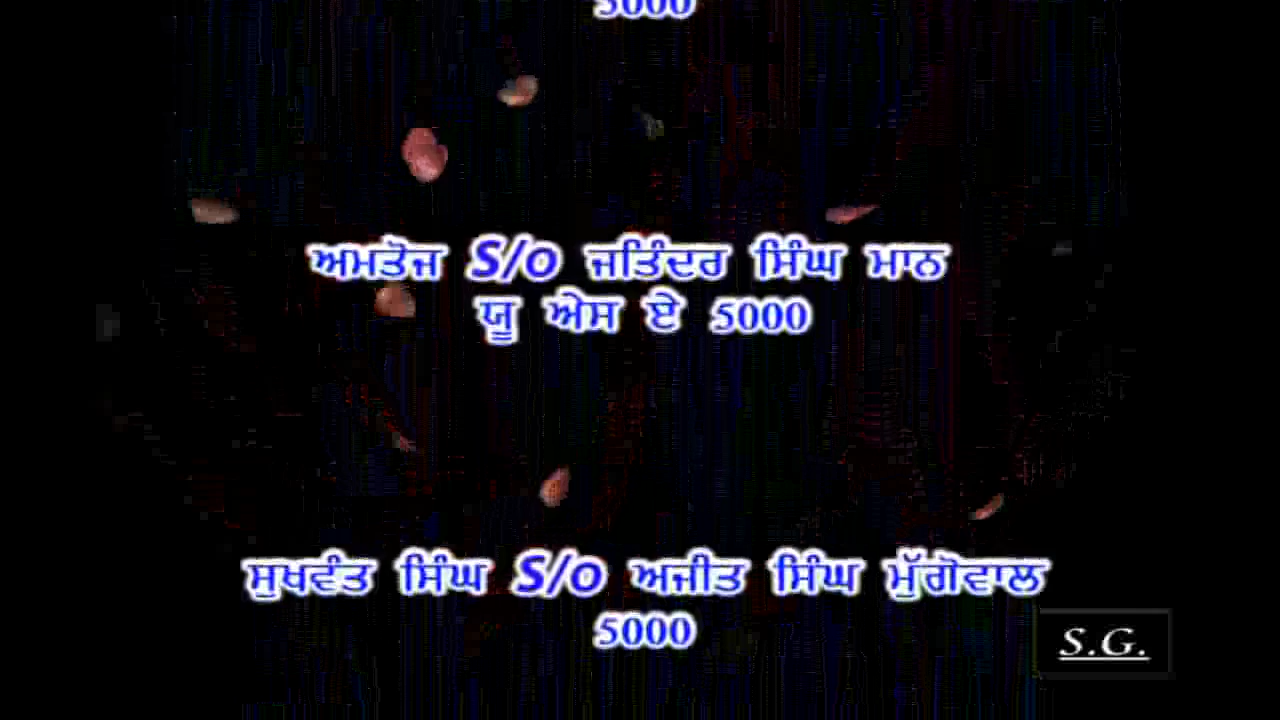 5000
ਅਮਤੋਜ S/O ਜਤਿੰਦਰ ਸਿੰਘ ਮਾਨ
ਯੂ ਐਸ ਏ 5000
ਸੁਖਵੰਤ ਸਿੰਘ S/O ਅਜੀਤ ਸਿੰਘ ਮੁੱਗੋਵਾਲ
5000
S.G.